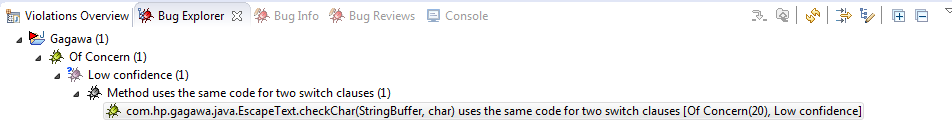 Violations Overview Bug Explorer Bug Info Bug Reviews Console
Gagawa (1)
Of Concern (1)
Low confidence (1)
Method uses the same code for two switch clauses (1)
com.hp.gagawa.java.EscapeText.checkChar(StringBuffer, char) uses the same code for two switch clauses [Of Concern(20), Low confidence]